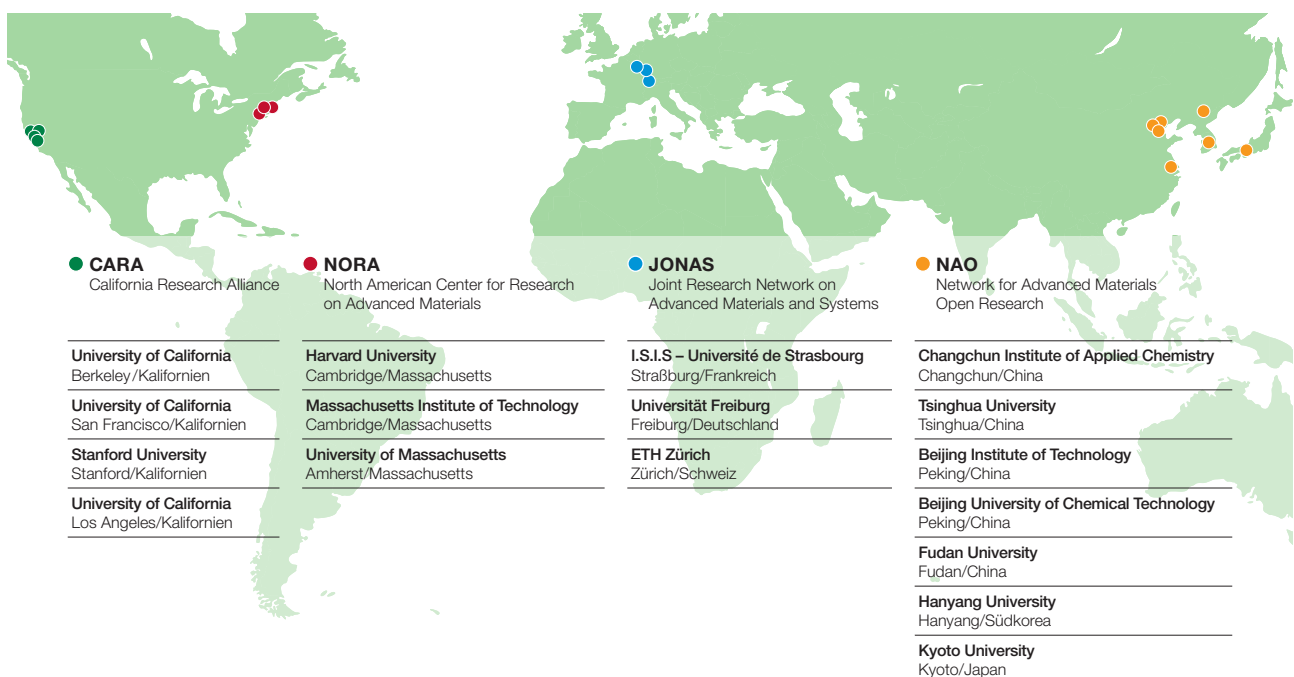 CARA
California Research Alliance
University of California
Berkeley/Kalifornien
University of California
San Francisco/Kalifornien
Stanford University
Stanford/Kalifornien
University of California
Los Angeles/Kalifornien
NORA
North American Center for Research
on Advanced Materials
Harvard University
Cambridge/Massachusetts
Massachusetts Institute of Technology
Cambridge/Massachusetts
University of Massachusetts
Amherst/Massachusetts
JONAS
Joint Research Network on
Advanced Materials and Systems
I.S.I.S – Université de Strasbourg
Straßburg/Frankreich
Universität Freiburg
Freiburg/Deutschland
ETH Zürich
Zürich/Schweiz
NAO
Network for Advanced Materials
Open Research
Changchun Institute of Applied Chemistry
Changchun/China
Tsinghua University
Tsinghua/China
Beijing Institute of Technology
Peking/China
Beijing University of Chemical Technology
Peking/China
Fudan University
Fudan/China
Hanyang University
Hanyang/Südkorea
Kyoto University
Kyoto/Japan